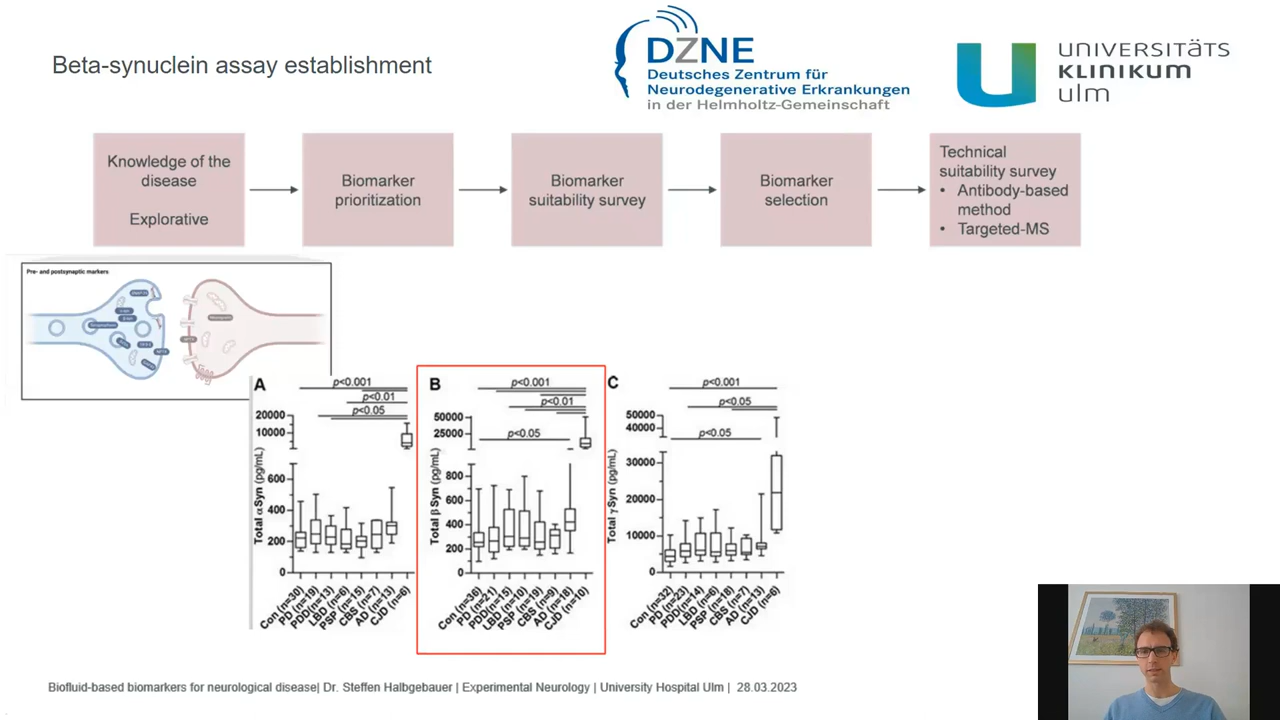 Beta-synuclein assay establishment
DZNE
Deutsches Zentrum für
Neurodegenerative Erkrankungen
in der Helmholtz-Gemeinschaft
UNIVERSITÄTS
KLINIKUM
ulm
Knowledge of the
disease
Explorative
Biomarker
prioritization
Biomarker
suitability survey
Biomarker
selection
Technical
suitability survey
• Antibody-based
method
• Targeted-MS
Pre- and postsynaptic markers
A
p<0.001
p<0.01
p<0.05
20000
10000
600
400
200
0
Total αSyn (pg/mL)
Con (n=30)
PD (n=19)
PDD(n=13)
LBD (n=6)
PSP (n=15)
CBS (n=7)
AD (n=13)
CJD (n=6)
B
p<0.001
p<0.01
p<0.05
50000
25000
800
600
400
200
0
Total βSyn (pg/mL)
Con (n=36)
PD (n=21)
PDD(n=15)
LBD (n=10)
PSP (n=19)
CBS (n=9)
AD (n=18)
CJD (n=10)
C
p<0.001
p<0.05
p<0.05
50000
40000
30000
20000
10000
0
Total γSyn (pg/mL)
Con (n=32)
PD (n=23)
PDD(n=14)
LBD (n=6)
PSP (n=18)
CBS (n=7)
AD (n=13)
CJD (n=6)
Biofluid-based biomarkers for neurological disease| Dr. Steffen Halbgebauer | Experimental Neurology | University Hospital Ulm | 28.03.2023